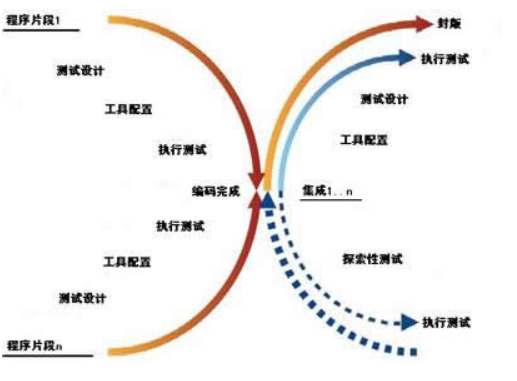 程序片段1
测试设计
工具配置
执行测试
编码完成
执行测试
工具配置
测试设计
程序片段n
封版
执行测试
测试设计
工具配置
集成1..n
探索性测试
执行测试